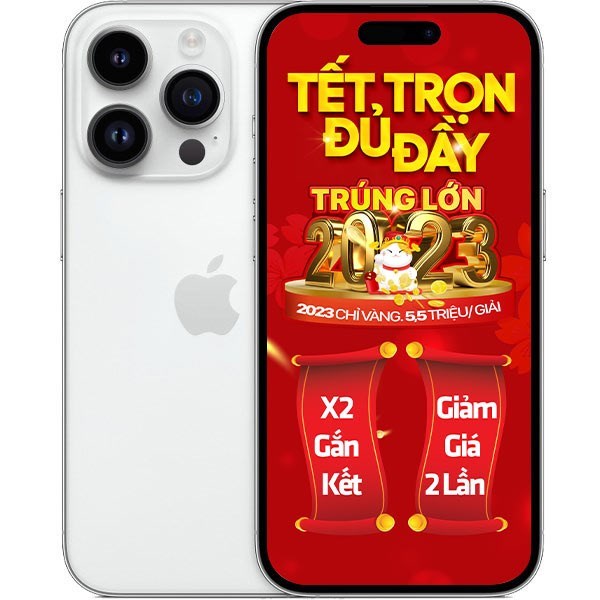 TẾT TRỌN
ĐỦ ĐẦY
TRÚNG LỚN
2023
2023 CHỈ VÀNG. 5,5 TRIỆU/ GIẢI
X2
Gắn
Kết
Giảm
Giá
2 Lần